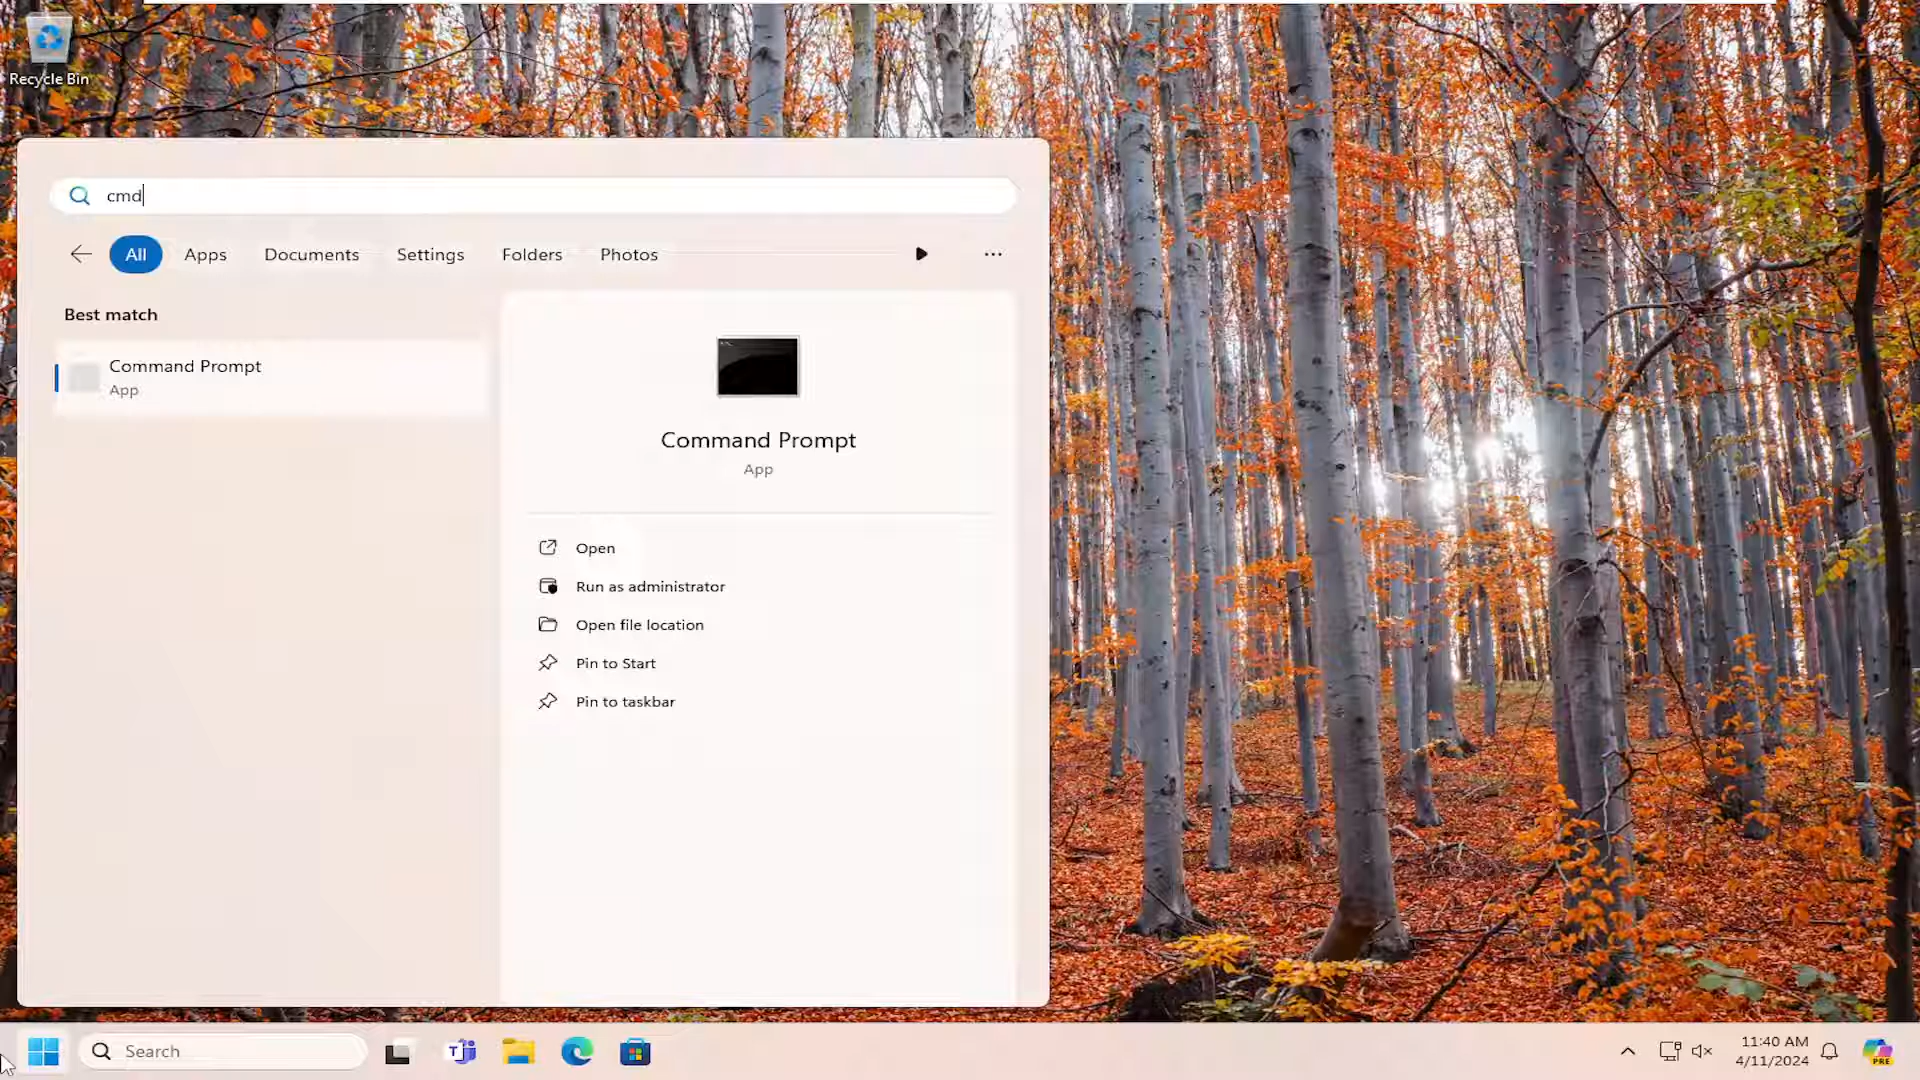 Recycle Bin
cmd
All Apps Documents Settings Folders Photos
Best match
Command Prompt
App
Command Prompt
App
Open
Run as administrator
Open file location
Pin to Start
Pin to taskbar
Search
11:40 AM
4/11/2024
PRE